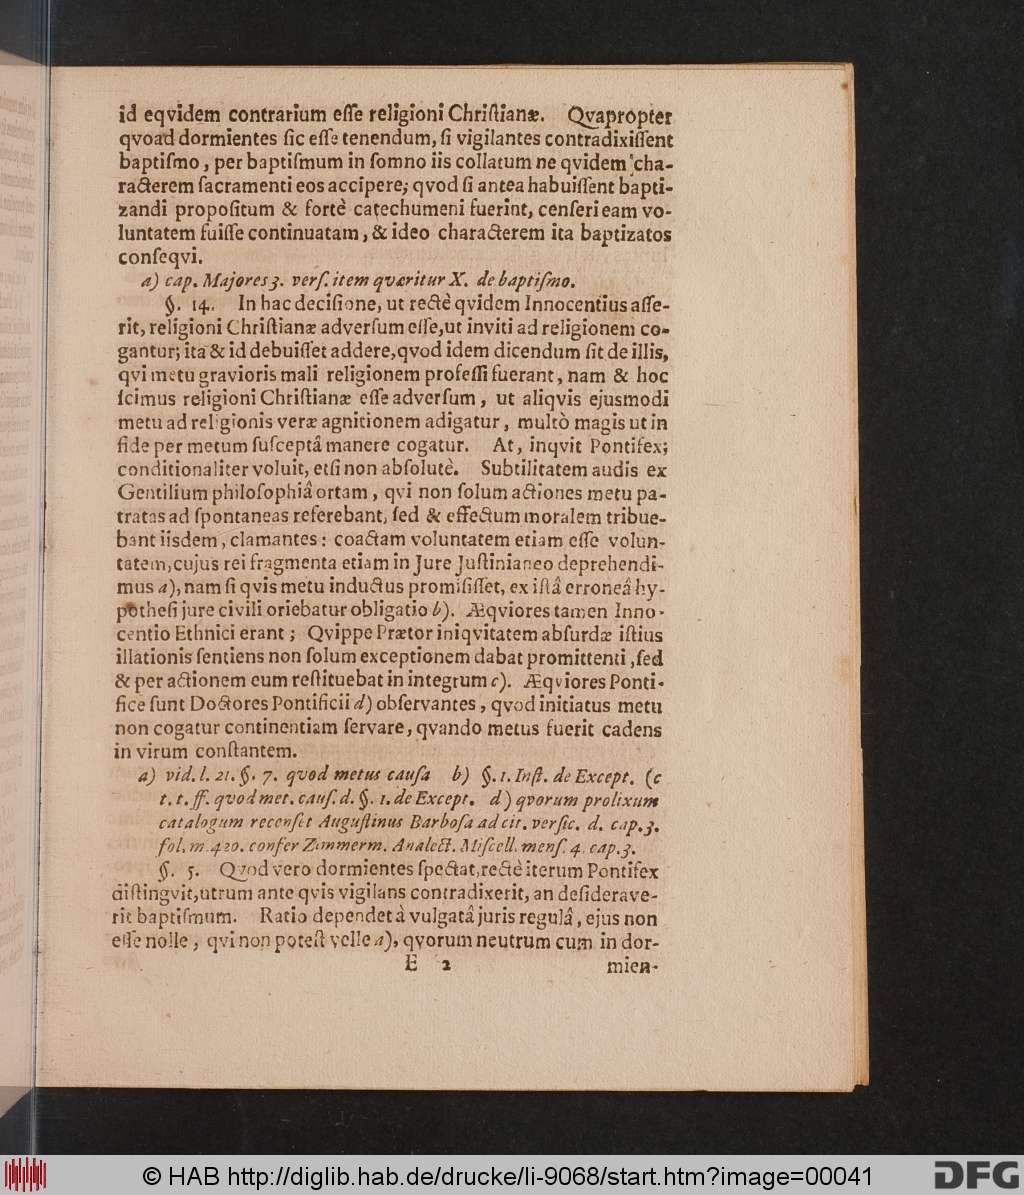 id eqvidem contrarium eſſe religioni Chriſtianæ. Qvapropter
qvoad dormientes ſic eſſe tenendum, ſi vigilantes contradixiſſent
baptiſmo, per baptiſmum in ſomno iis collatum ne qvidem cha-
racterem ſacramenti eos accipere; qvod ſi antea habuiſſent bapti-
zandi propoſitum & fortè catechumeni fuerint, cenſeri eam vo-
luntatem fuiſſe continuatam, & ideo characterem ita baptizatos
conſeqvi.
a) cap. Majores 3. verſ. item qværitur X. de baptiſmo.
§. 14. In hac deciſione, ut rectè qvidem Innocentius aſſe-
rit, religioni Chriſtianæ adverſum eſſe, ut inviti ad religionem co-
gantur; ita & id debuiſſet addere, qvod idem dicendum ſit de illis,
qvi metu gravioris mali religionem profeſſi fuerant, nam & hoc
ſcimus religioni Chriſtianæ eſſe adverſum, ut aliqvis ejusmodi
metu ad religionis veræ agnitionem adigatur, multò magis ut in
fide per metum ſuſceptâ manere cogatur. At, inqvit Pontifex;
conditionaliter voluit, etſi non abſolutè. Subtilitatem audis ex
Gentilium philoſophiâ ortam, qvi non ſolum actiones metu pa-
tratas ad ſpontaneas referebant, ſed & effectum moralem tribue-
bant iisdem, clamantes: coactam voluntatem etiam eſſe volun-
tatem, cujus rei fragmenta etiam in Jure Juſtinianeo deprehendi-
mus a), nam ſi qvis metu inductus promiſiſſet, ex iſtâ erroneâ hy-
potheſi jure civili oriebatur obligatio b). Æqviores tamen Inno-
centio Ethnici erant; Qvippe Prætor iniqvitatem abſurdæ iſtius
illationis ſentiens non ſolum exceptionem dabat promittenti, ſed
& per actionem eum reſtituebat in integrum c). Æqviores Ponti-
fice ſunt Doctores Pontificii d) obſervantes, qvod initiatus metu
non cogatur continentiam ſervare, qvando metus fuerit cadens
in virum conſtantem.
a) vid. l. 21. §. 7. quod metus cauſa b) §. 1. Inſt. de Except. (c
t. t. ff. quod met. cauſ. d. §. 1. de Except. d) qvorum prolixum
catalogum recenſet Auguſtinus Barboſa ad cit. verſic. d. cap. 3.
fol. m. 420. confer Zimmerm. Analect. Miſcell. menſ. 4. cap. 3.
§. 5. Qvod vero dormientes ſpectat, rectè iterum Pontifex
diſtingvit, utrum ante qvis vigilans contradixerit, an deſiderave-
rit baptiſmum. Ratio dependet à vulgatâ juris regulâ, ejus non
eſſe nolle, qvi non poteſt velle a), qvorum neutrum cum in dor-
E 2 mien-
© HAB http://diglib.hab.de/drucke/li-9068/start.htm?image=00041
DFG